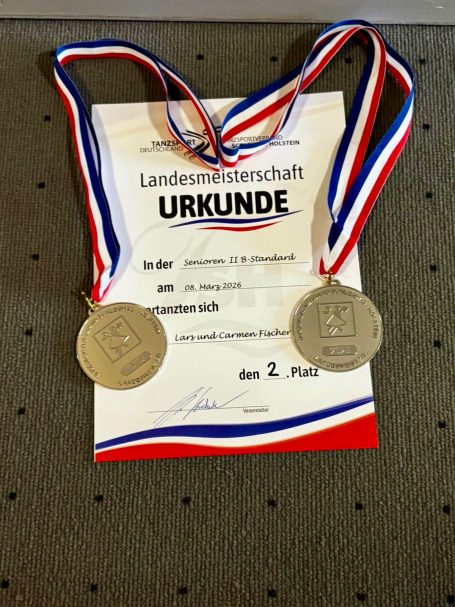 TANZSPORT
DEUTSCHLAND
TANZSPORTVERBAND
HOLSTEIN
Landesmeisterschaft
URKUNDE
In der Senioren II B-Standard
am 08. März 2026
ertanzten sich
Lars und Carmen Fischer
den 2. Platz
Veranstalter